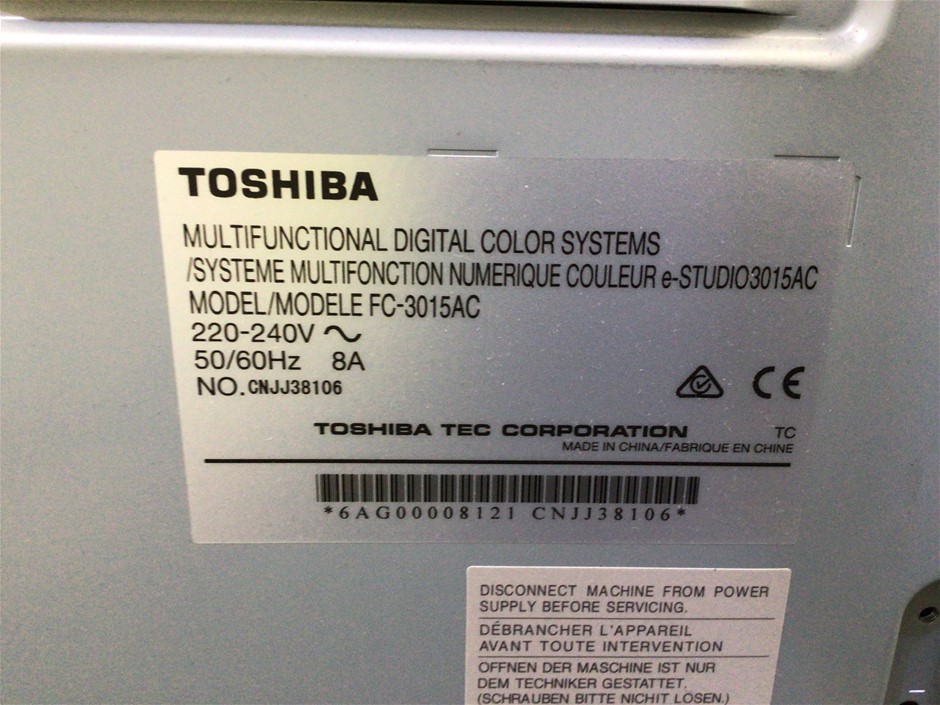 TOSHIBA
MULTIFUNCTIONAL DIGITAL COLOR SYSTEMS
/SYSTEME MULTIFONCTION NUMERIQUE COULEUR e-STUDIO3015AC
MODEL/MODELE FC-3015AC
220-240V ~
50/60Hz 8A
NO.CNJJ38106
CE
TOSHIBA TEC CORPORATION TC
MADE IN CHINA/FABRIQUE EN CHINE
*6AG00008121 CNJJ38106*
DISCONNECT MACHINE FROM POWER
SUPPLY BEFORE SERVICING.
DÉBRANCHER L'APPAREIL
AVANT TOUTE INTERVENTION
OFFNEN DER MASCHINE IST NUR
DEM TECHNIKER GESTATTET.
(SCHRAUBEN BITTE NICHIT LOSEN.)